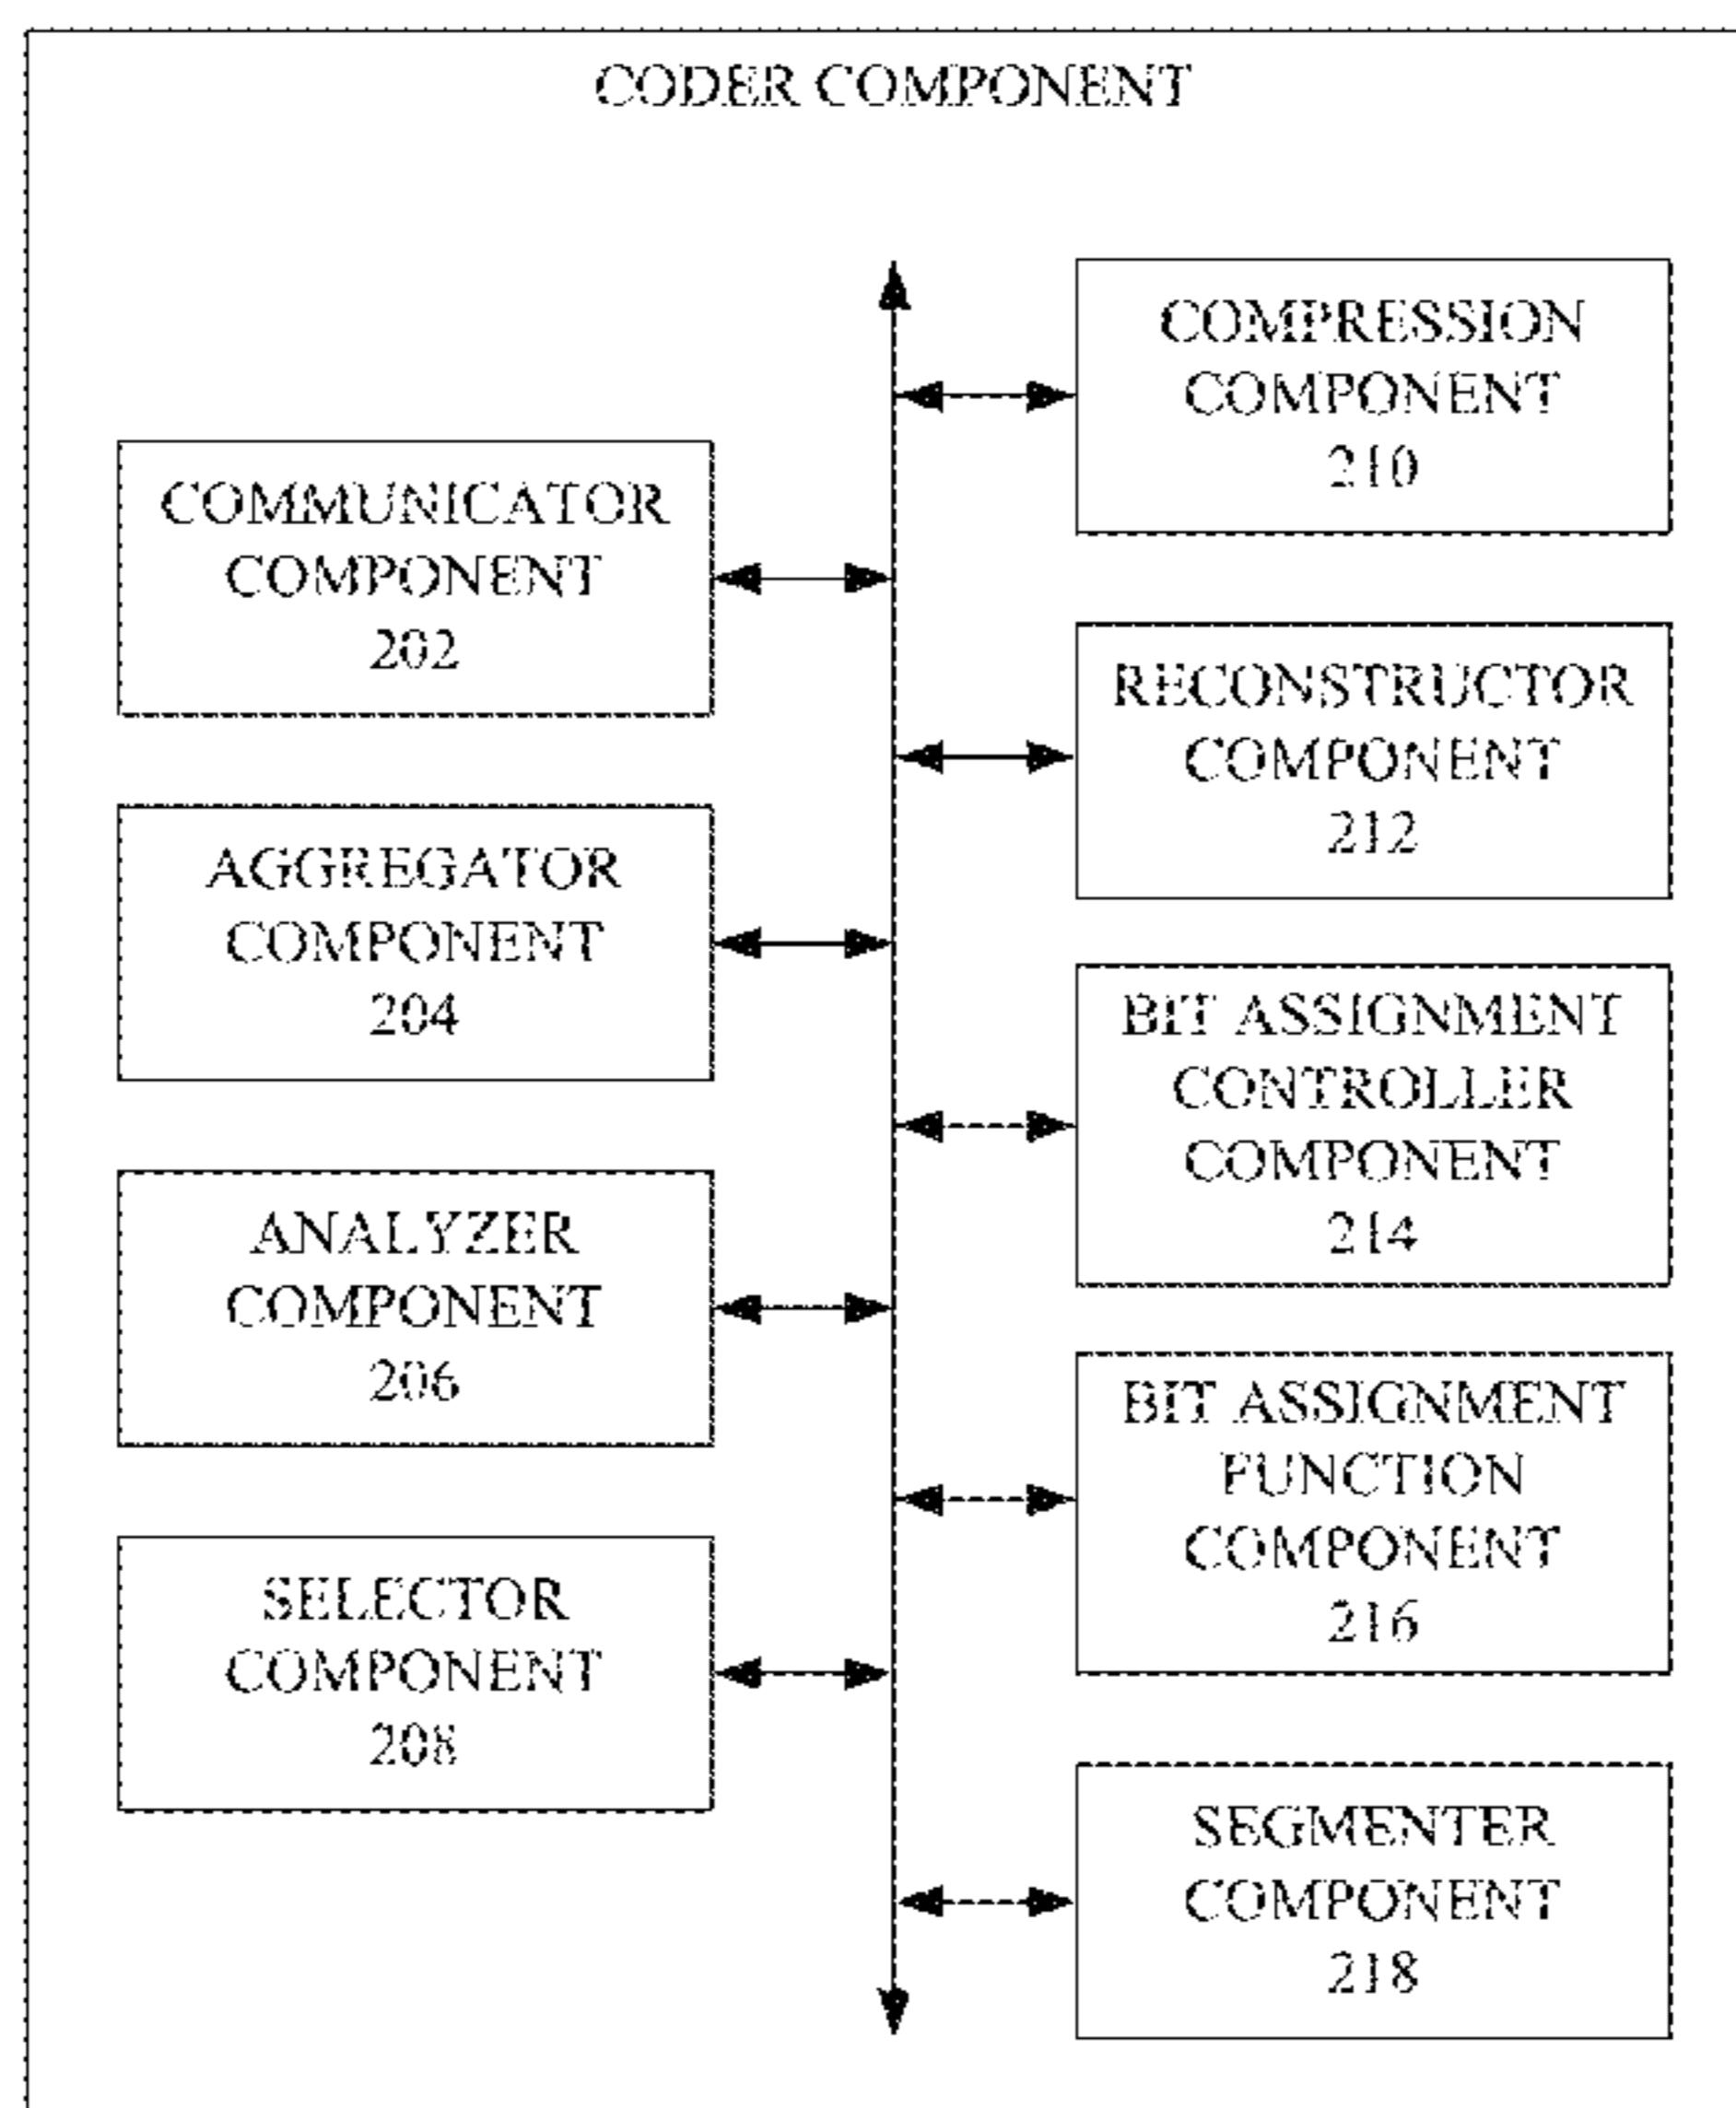 CODER COMPONENT
COMMUNICATOR
COMPONENT
202
AGGREGATOR
COMPONENT
204
ANALYZER
COMPONENT
206
SELECTOR
COMPONENT
208
COMPRESSION
COMPONENT
210
RECONSTRUCTOR
COMPONENT
212
BIT ASSIGNMENT
CONTROLLER
COMPONENT
214
BIT ASSIGNMENT
FUNCTION
COMPONENT
216
SEGMENTER
COMPONENT
218